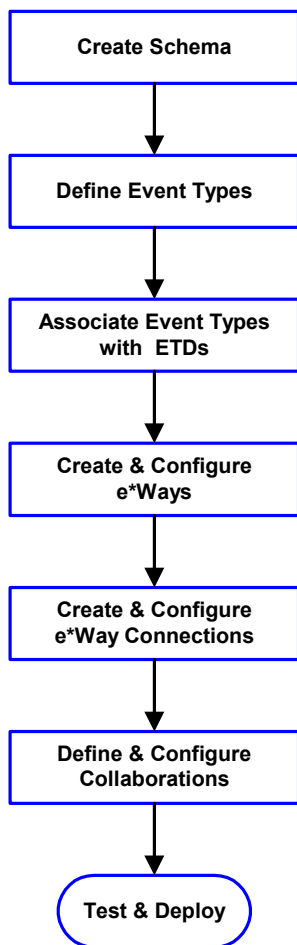 Create Schema
Define Event Types
Associate Event Types
with ETDs
Create & Configure
e*Ways
Create & Configure
e*Way Connections
Define & Configure
Collaborations
Test & Deploy